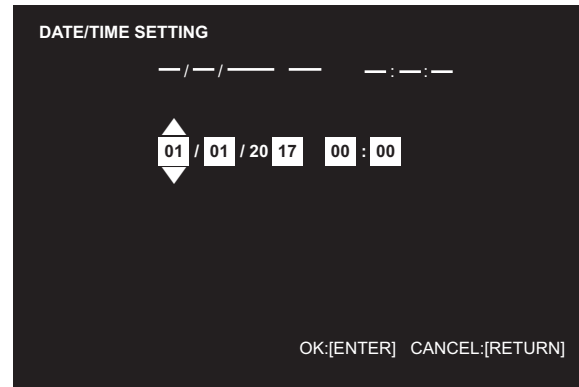 DATE/TIME SETTING
—/—/—— —  —:—:—
01 / 01 / 20 17  00 : 00
OK:[ENTER] CANCEL:[RETURN]